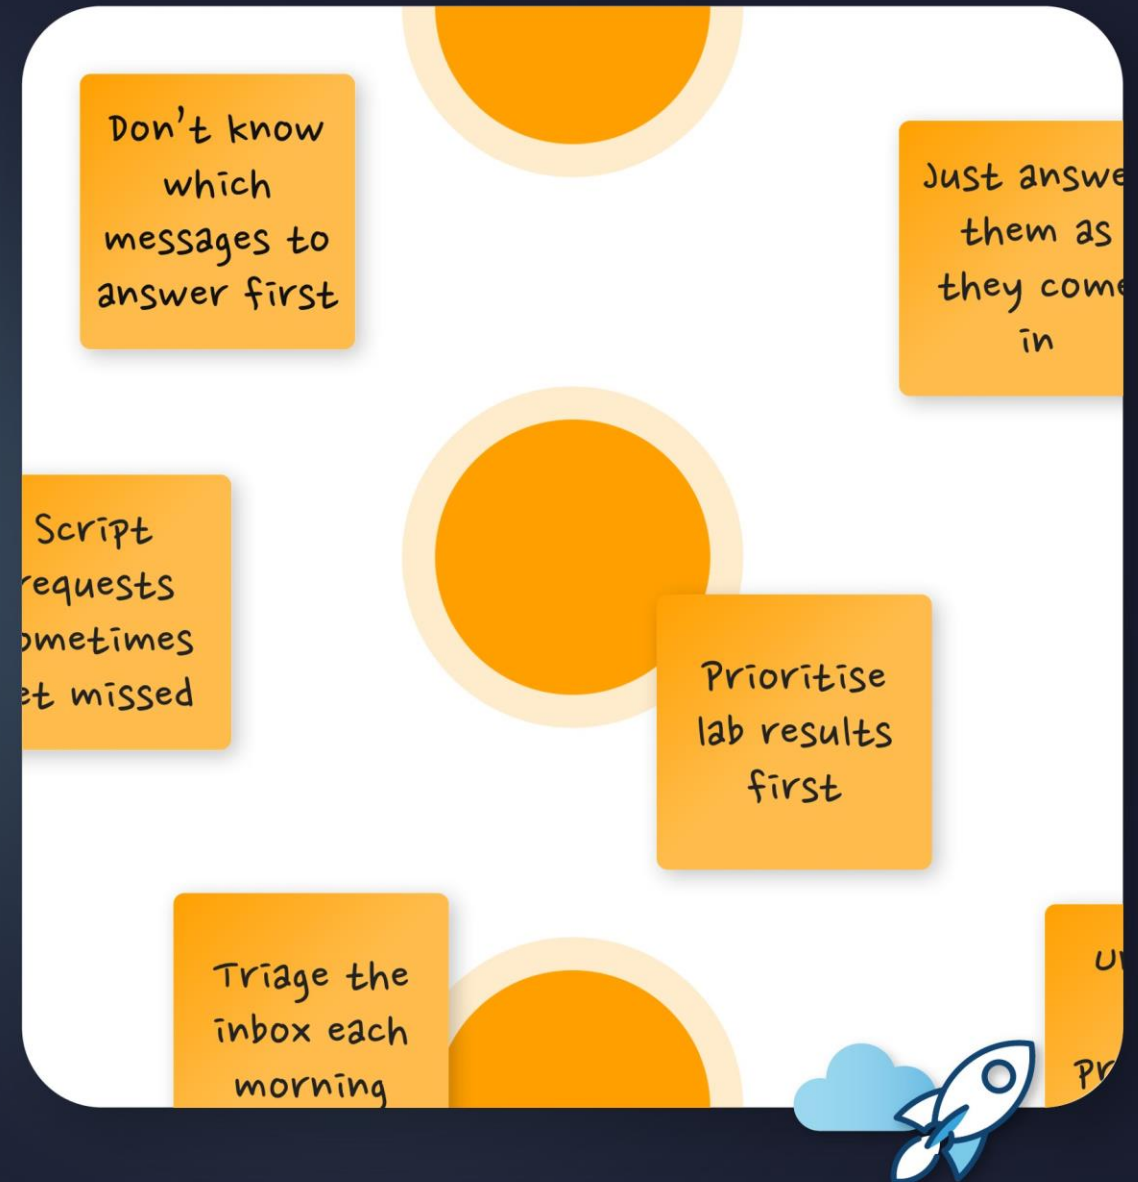 Don't know
which
messages to
answer first
Just
them as
they
in
Script
missed
Prioritise
lab results
first
Triage the
inbox each
morning